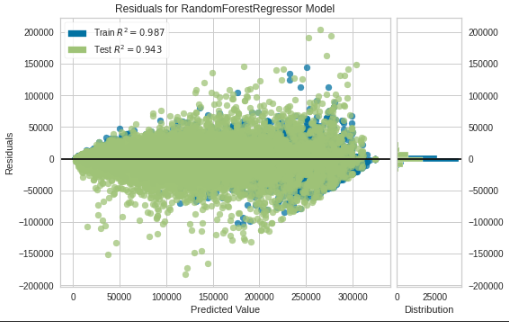 Residuals for RandomForestRegressor Model
Train R² = 0.987
Test R² = 0.943
200000
150000
100000
50000
0
-50000
-100000
-150000
-200000
Residuals
0 50000 100000 150000 200000 250000 300000
Predicted Value
200000
150000
100000
50000
0
-50000
-100000
-150000
-200000
0 25000
Distribution